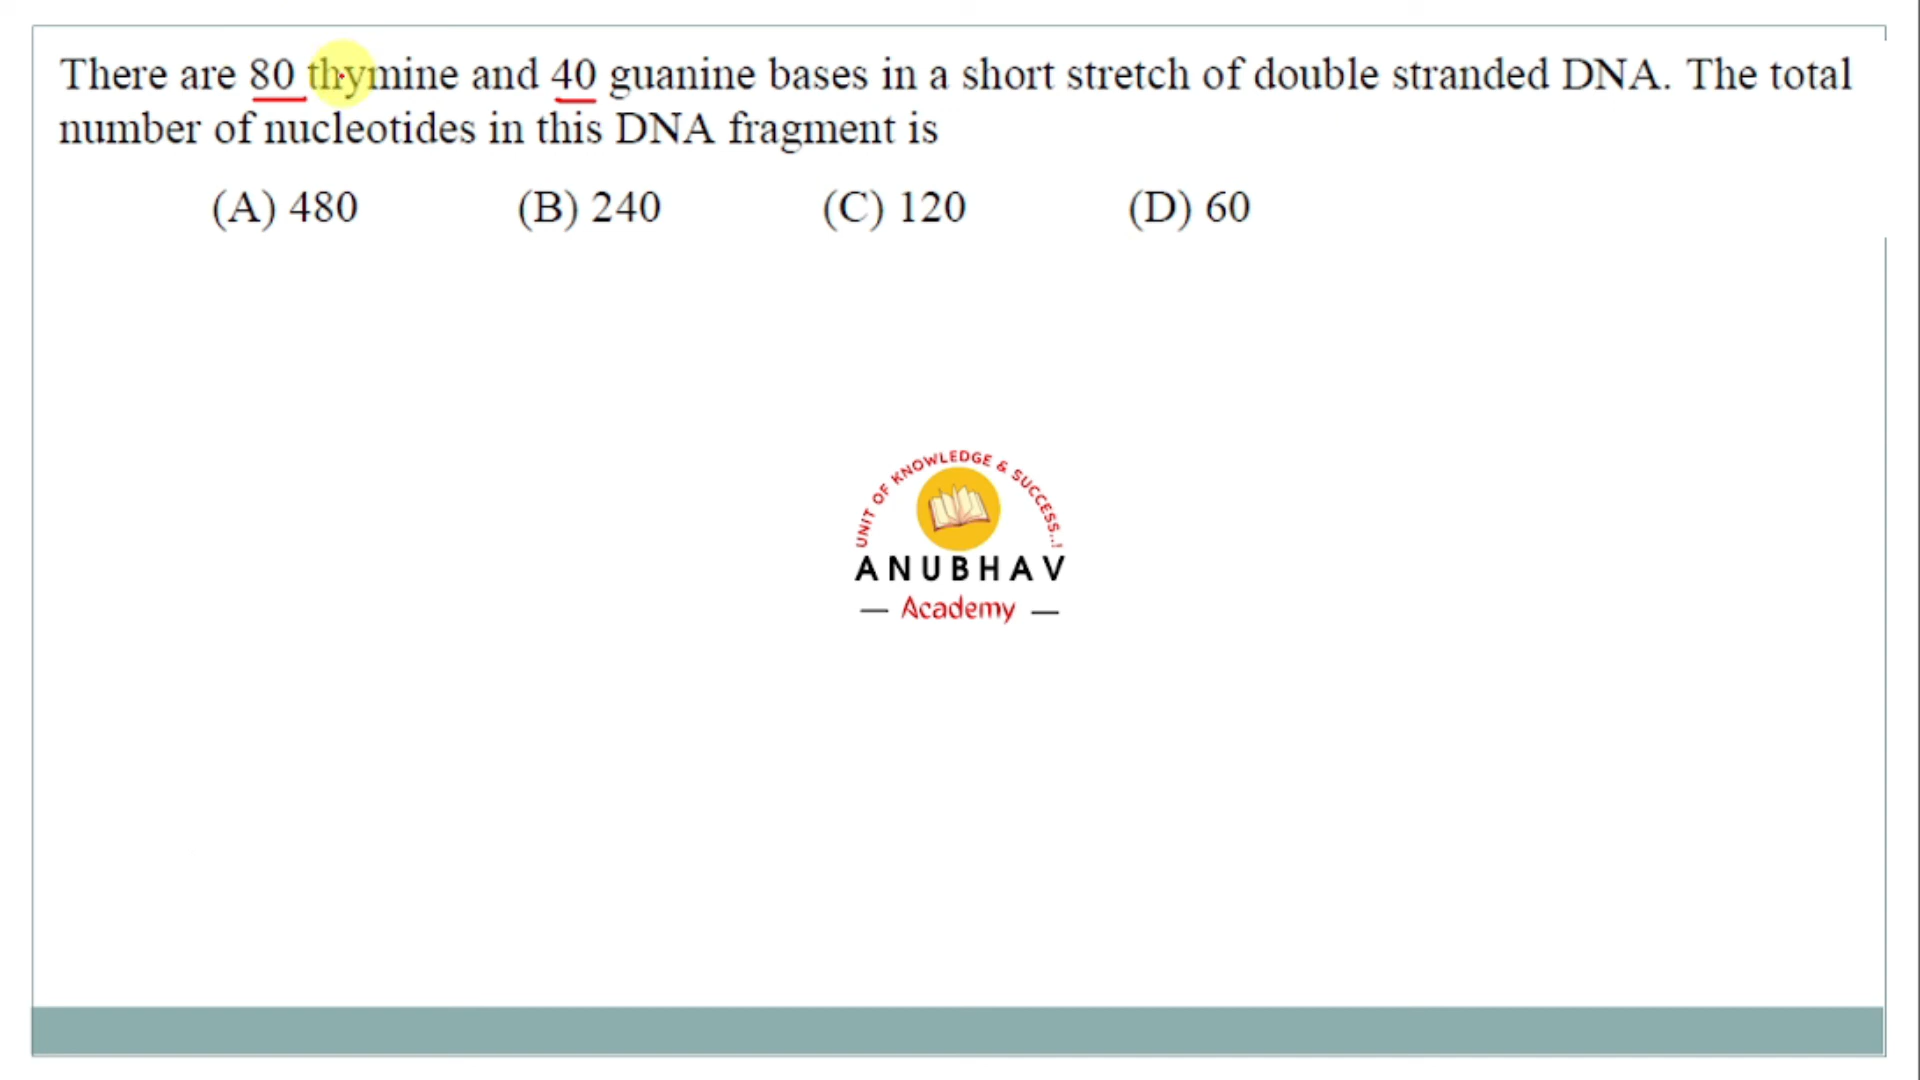 There are 80 thymine and 40 guanine bases in a short stretch of double stranded DNA. The total
number of nucleotides in this DNA fragment is
(A) 480 (B) 240 (C) 120 (D) 60
UNIT OF KNOWLEDGE & SUCCESS..!
ANUBHAV
— Academy —